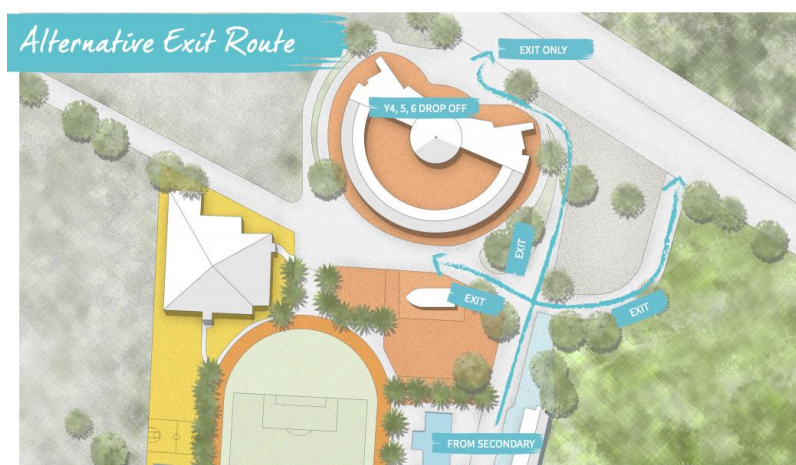 Alternative Exit Route
EXIT ONLY
Y4, 5, 6 DROP OFF
EXIT
EXIT
EXIT
FROM SECONDARY